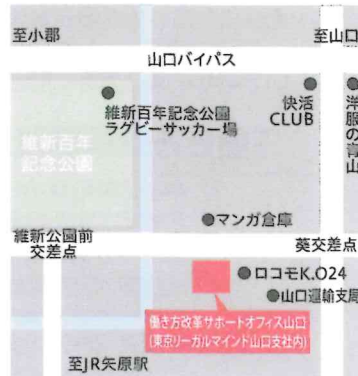 至小郡
至山口
山口バイパス
維新百年記念公園
ラグビーサッカー場
快活
CLUB
洋服の青山
維新百年
記念公園
マンガ倉庫
維新公園前
交差点
葵交差点
ロコモK.O24
山口運輸支局
働き方改革サポートオフィス山口
(東京リーガルマインド山口支社内)
至JR矢原駅